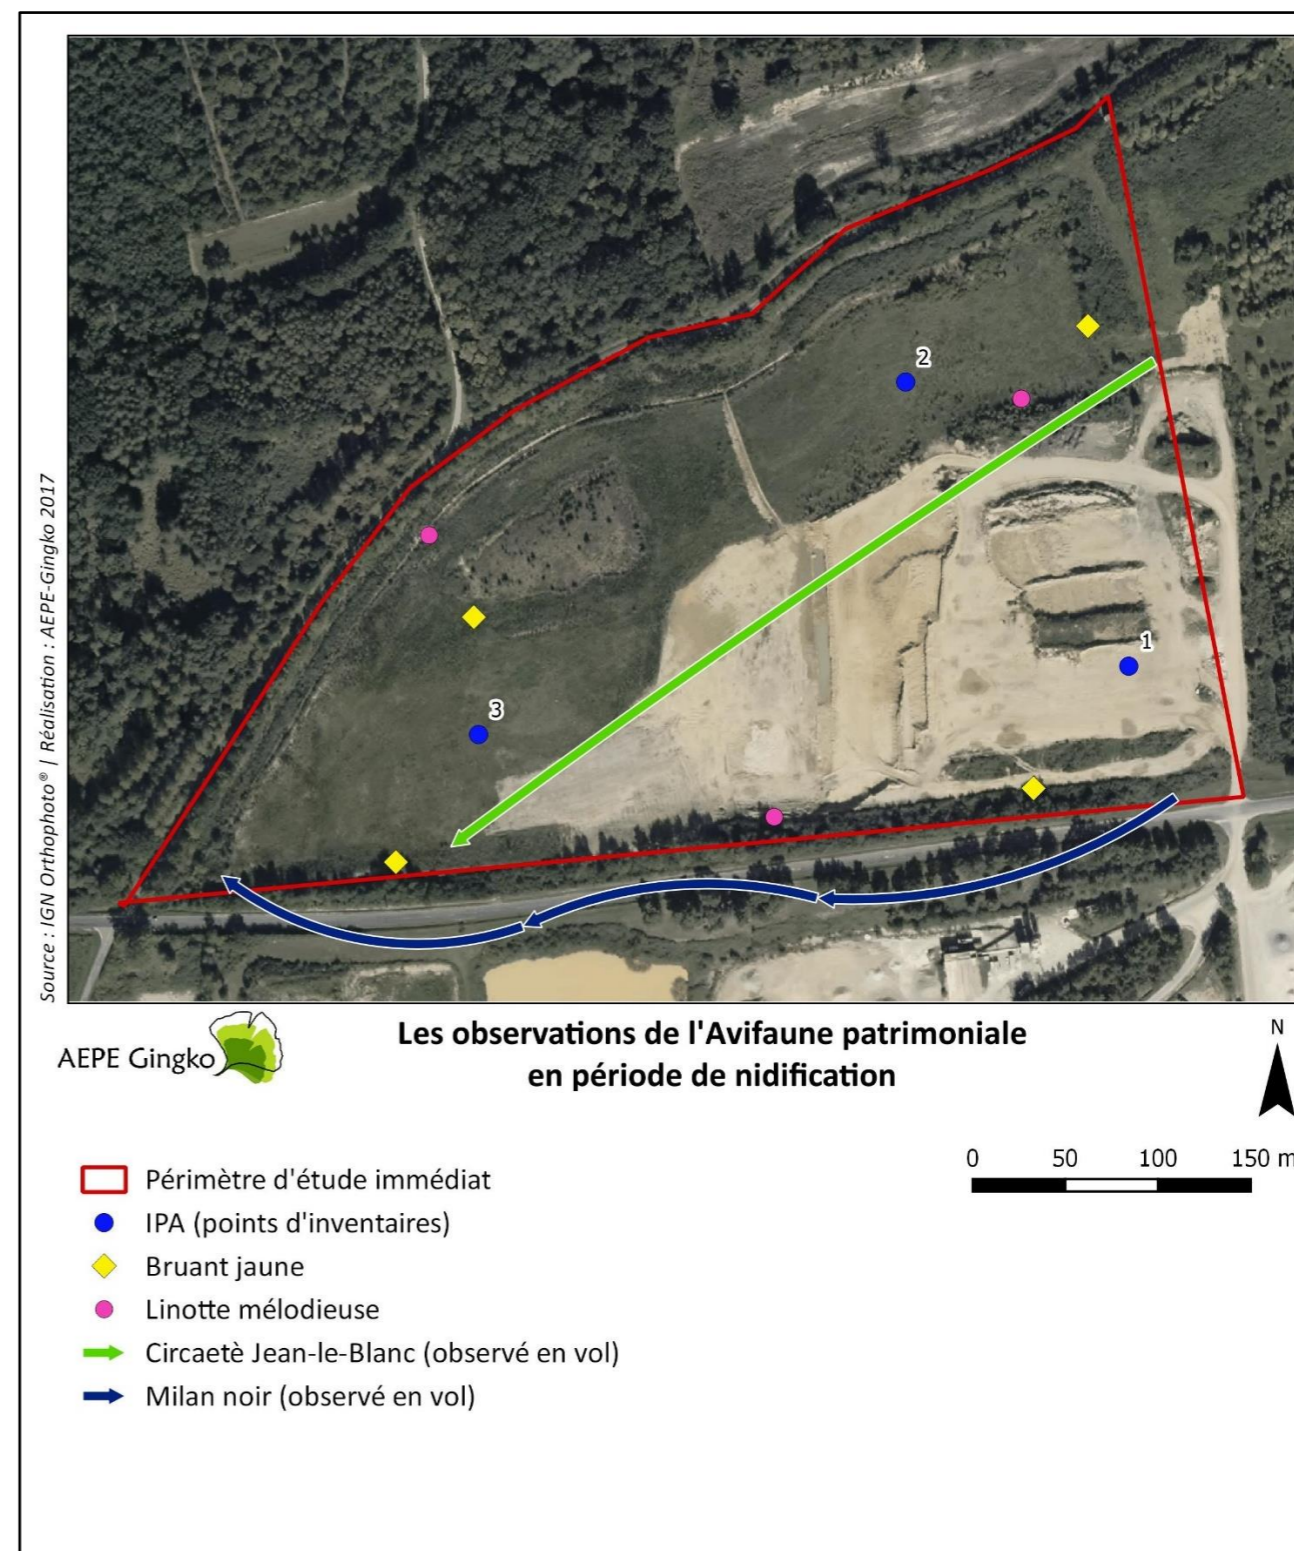 2
1
3
Source : IGN Orthophoto® | Réalisation : AEPE-Gingko 2017
AEPE Gingko
Les observations de l'Avifaune patrimoniale
en période de nidification
N
0 50 100 150 m
Périmètre d'étude immédiat
IPA (points d'inventaires)
Bruant jaune
Linotte mélodieuse
Circaetè Jean-le-Blanc (observé en vol)
Milan noir (observé en vol)